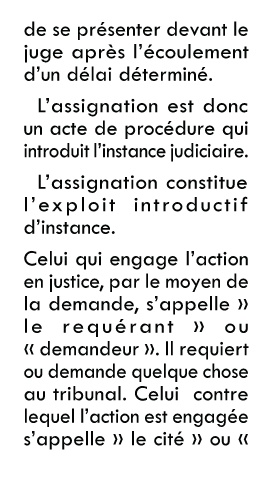 de se présenter devant le
juge après l'écoulement
d'un délai déterminé.
L'assignation est donc
un acte de procédure qui
introduit l'instance judiciaire.
L'assignation constitue
l'exploit introductif
d'instance.
Celui qui engage l'action
en justice, par le moyen de
la demande, s'appelle »
le requérant » ou
« demandeur ». Il requiert
ou demande quelque chose
au tribunal. Celui contre
lequel l'action est engagée
s'appelle » le cité » ou «